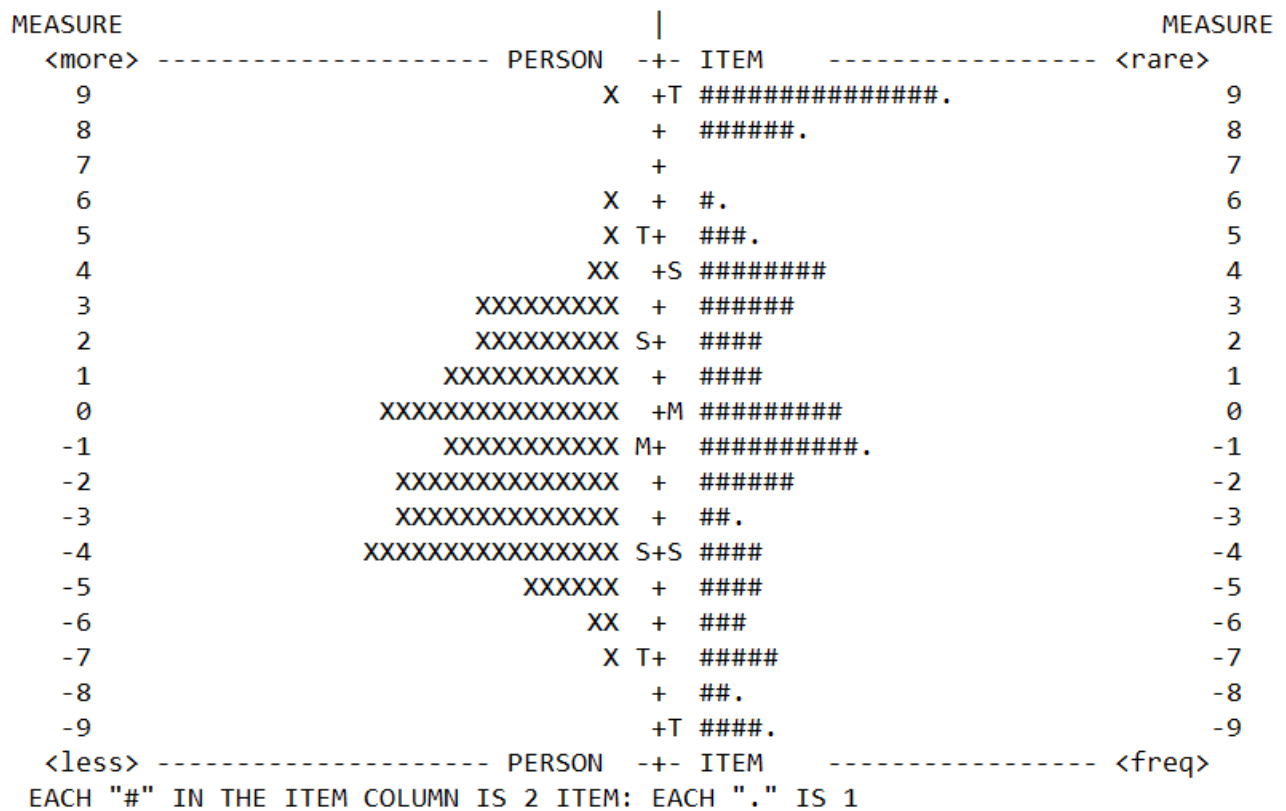 MEASURE | MEASURE
<more> --------------------- PERSON -+- ITEM ----------------- <rare>
9 X +T ###############. 9
8 + ######. 8
7 + 7
6 X + #. 6
5 X T+ ###. 5
4 XX +S ######## 4
3 XXXXXXXXX + ###### 3
2 XXXXXXXXX S+ #### 2
1 XXXXXXXXXXX + #### 1
0 XXXXXXXXXXXXXXX +M ######### 0
-1 XXXXXXXXXXX M+ ##########. -1
-2 XXXXXXXXXXXXXX + ###### -2
-3 XXXXXXXXXXXXXX + ##. -3
-4 XXXXXXXXXXXXXXXX S+S #### -4
-5 XXXXXX + #### -5
-6 XX + ### -6
-7 X T+ ##### -7
-8 + ##. -8
-9 +T ####. -9
<less> --------------------- PERSON -+- ITEM ----------------- <freq>
EACH "#" IN THE ITEM COLUMN IS 2 ITEM: EACH "." IS 1